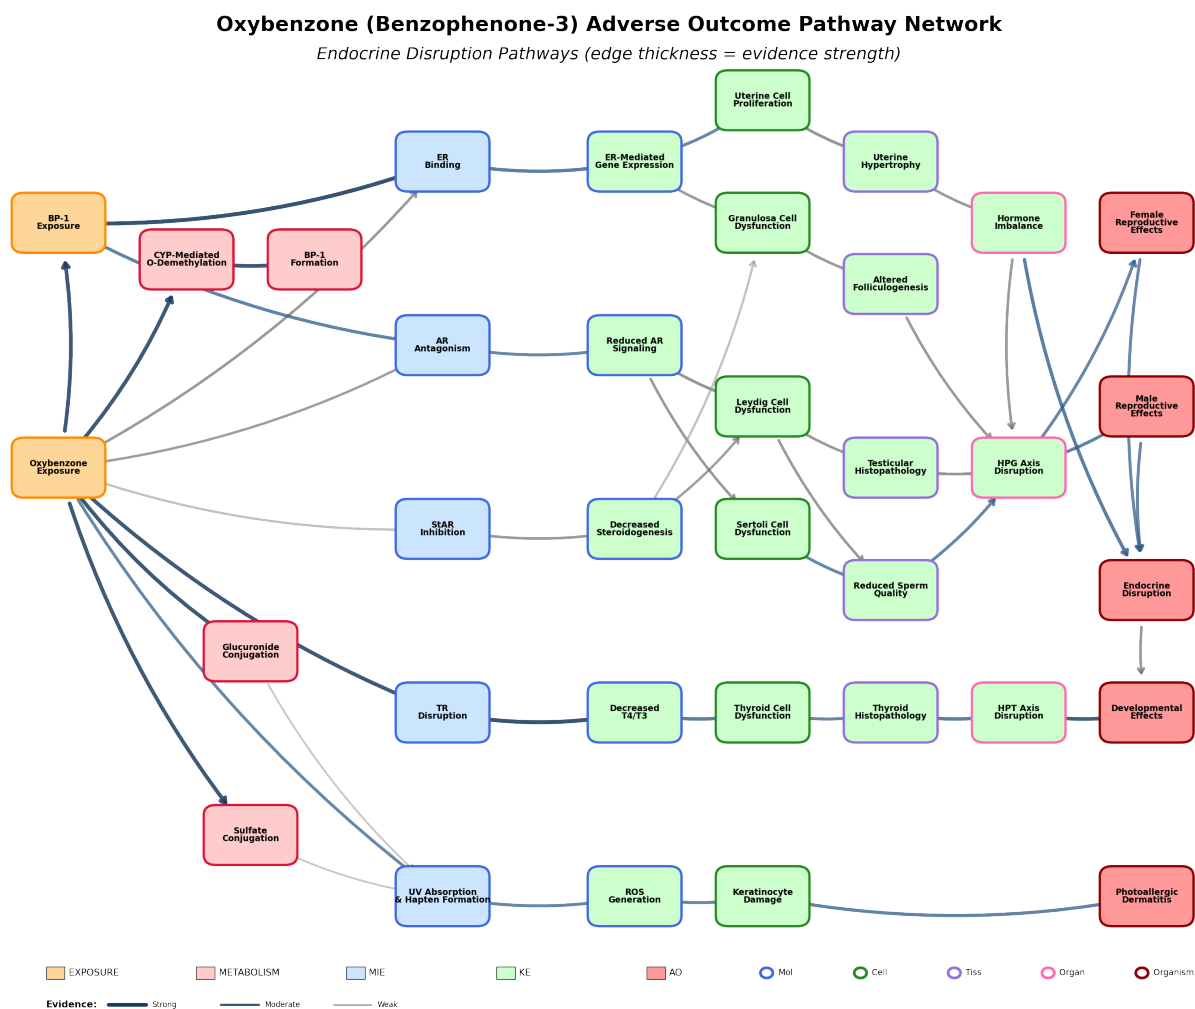 Oxybenzone (Benzophenone-3) Adverse Outcome Pathway Network
Endocrine Disruption Pathways (edge thickness = evidence strength)
Uterine Cell
Proliferation
ER
Binding
ER-Mediated
Gene Expression
Uterine
Hypertrophy
BP-1
Exposure
Granulosa Cell
Dysfunction
Hormone
Imbalance
Female
Reproductive
Effects
CYP-Mediated
O-Demethylation
BP-1
Formation
Altered
Folliculogenesis
AR
Antagonism
Reduced AR
Signaling
Leydig Cell
Dysfunction
Male
Reproductive
Effects
Oxybenzone
Exposure
Testicular
Histopathology
HPG Axis
Disruption
StAR
Inhibition
Decreased
Steroidogenesis
Sertoli Cell
Dysfunction
Reduced Sperm
Quality
Endocrine
Disruption
Glucuronide
Conjugation
TR
Disruption
Decreased
T4/T3
Thyroid Cell
Dysfunction
Thyroid
Histopathology
HPT Axis
Disruption
Developmental
Effects
Sulfate
Conjugation
UV Absorption
& Hapten Formation
ROS
Generation
Keratinocyte
Damage
Photoallergic
Dermatitis
EXPOSURE METABOLISM MIE KE AO Mol Cell Tiss Organ Organism
Evidence: Strong Moderate Weak